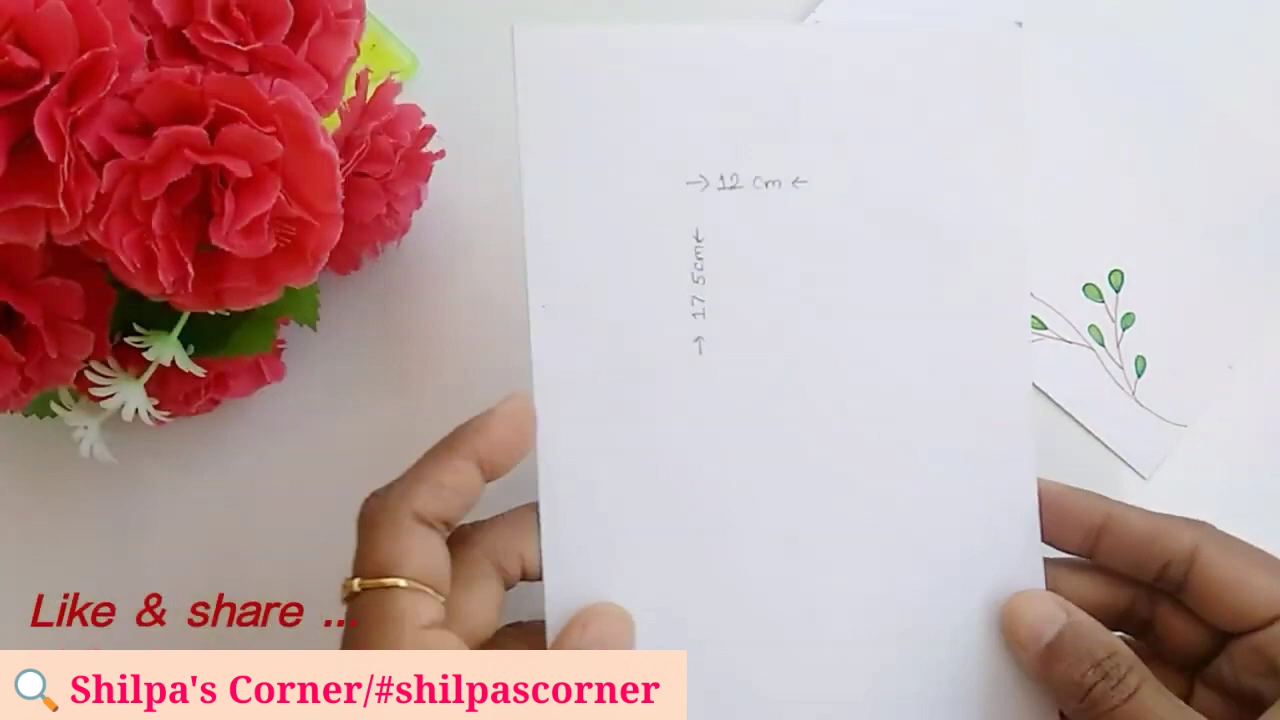 → 12 cm ←
→ 17 5cm ←
Like & share ...
Shilpa's Corner/#shilpascorner